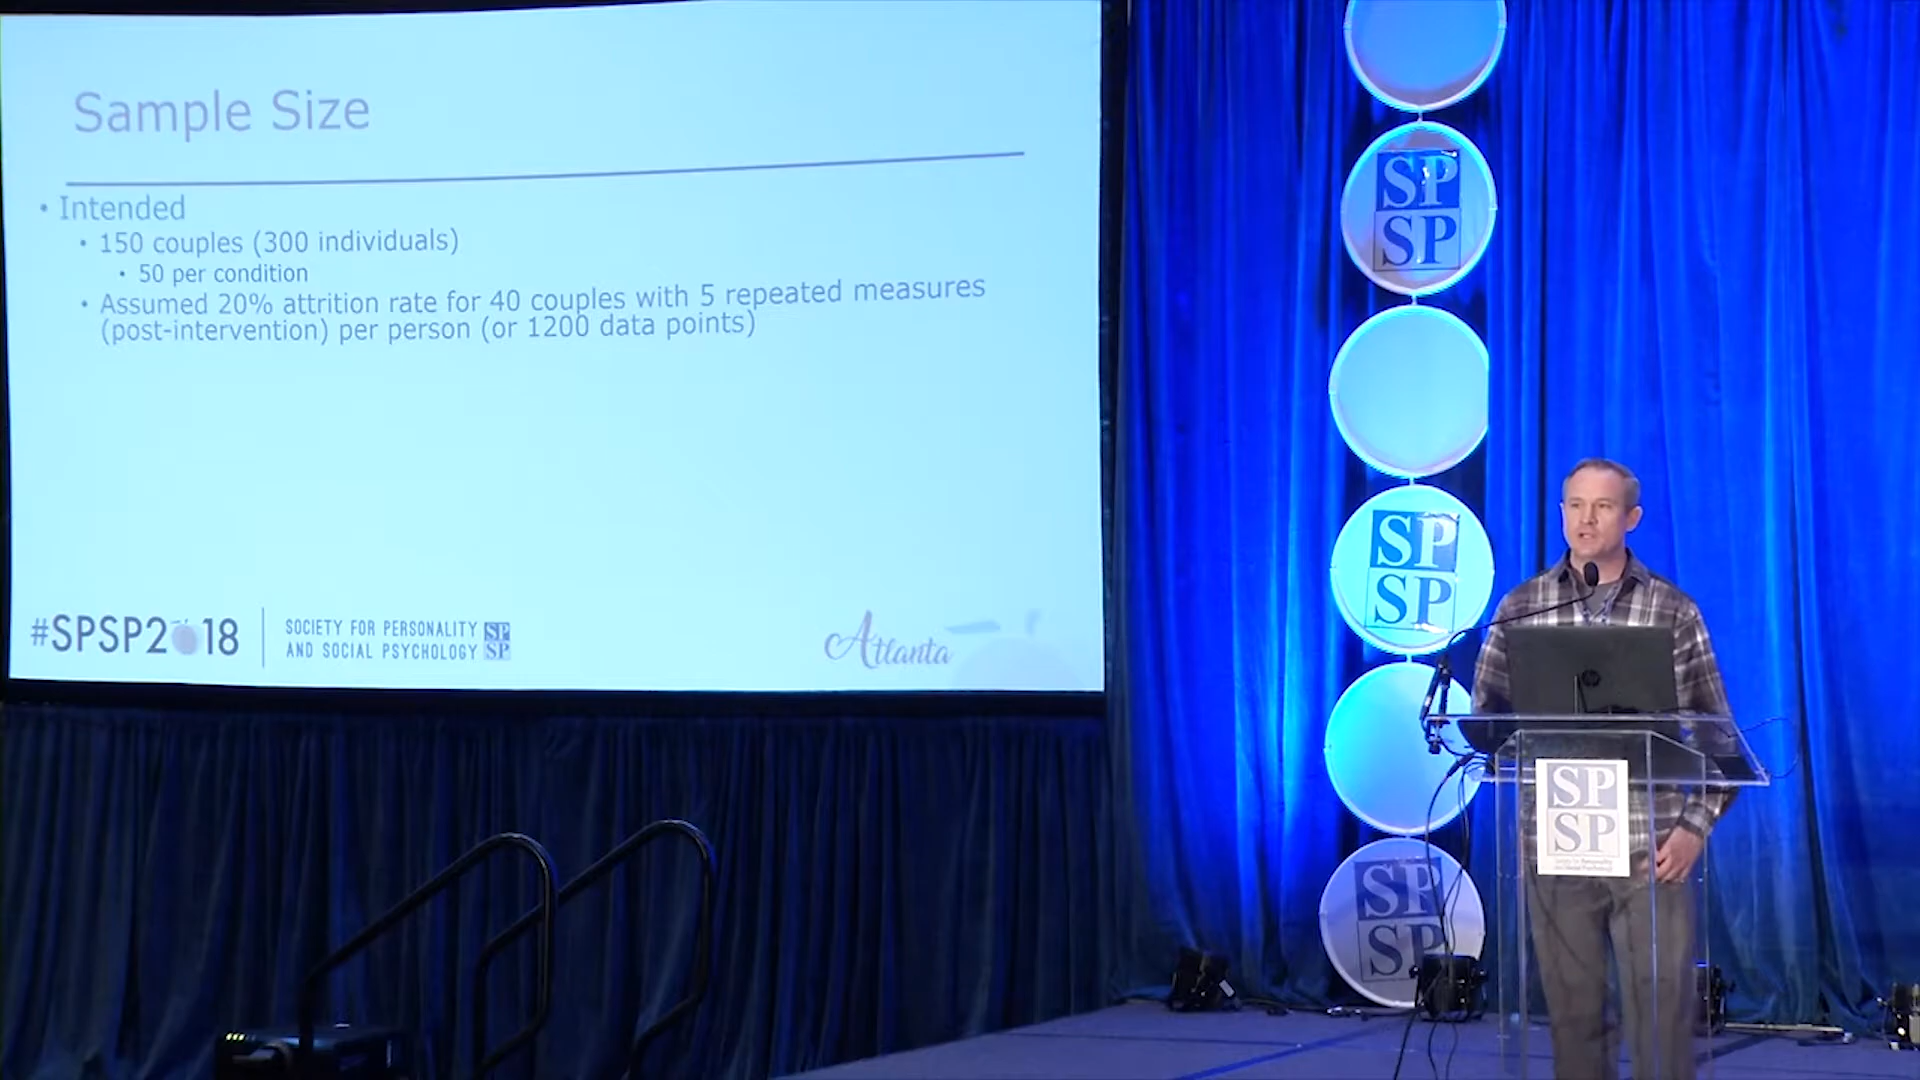 Sample Size
• Intended
• 150 couples (300 individuals)
• 50 per condition
• Assumed 20% attrition rate for 40 couples with 5 repeated measures
(post-intervention) per person (or 1200 data points)
#SPSP2018
SOCIETY FOR PERSONALITY
AND SOCIAL PSYCHOLOGY
SP
SP
Atlanta
SP
SP
SP
SP
SP
SP
SP
SP